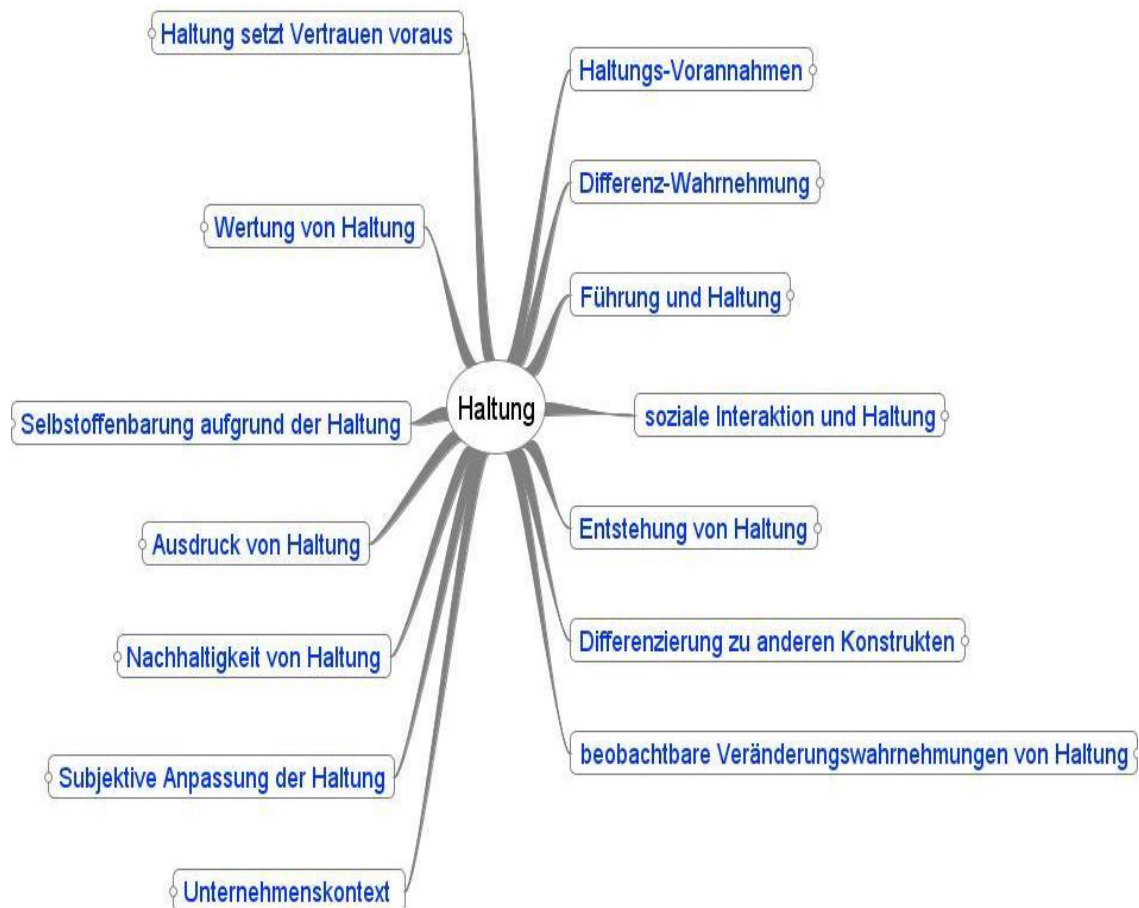 Haltung setzt Vertrauen voraus
Haltungs-Vorannahmen
Differenz-Wahrnehmung
Wertung von Haltung
Führung und Haltung
Haltung
soziale Interaktion und Haltung
Selbstoffenbarung aufgrund der Haltung
Entstehung von Haltung
Ausdruck von Haltung
Differenzierung zu anderen Konstrukten
Nachhaltigkeit von Haltung
beobachtbare Veränderungswahrnehmungen von Haltung
Subjektive Anpassung der Haltung
Unternehmenskontext